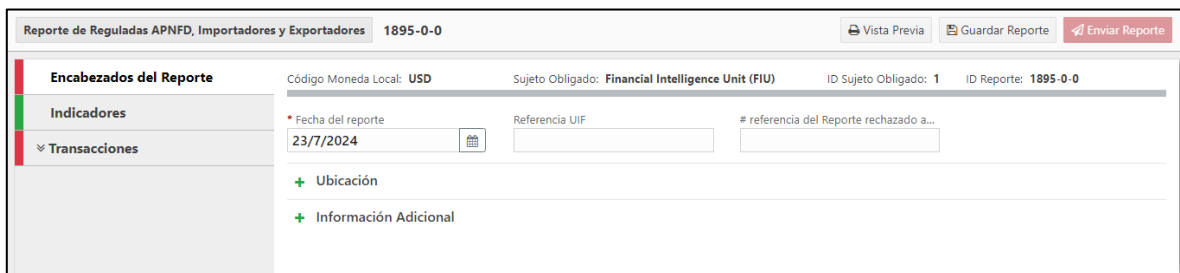 Reporte de Reguladas APNFD, Importadores y Exportadores 1895-0-0 Vista Previa Guardar Reporte Enviar Reporte
Encabezados del Reporte
Indicadores
Transacciones
Código Moneda Local: USD Sujeto Obligado: Financial Intelligence Unit (FIU) ID Sujeto Obligado: 1 ID Reporte: 1895-0-0
* Fecha del reporte Referencia UIF # referencia del Reporte rechazado a...
23/7/2024
+ Ubicación
+ Información Adicional